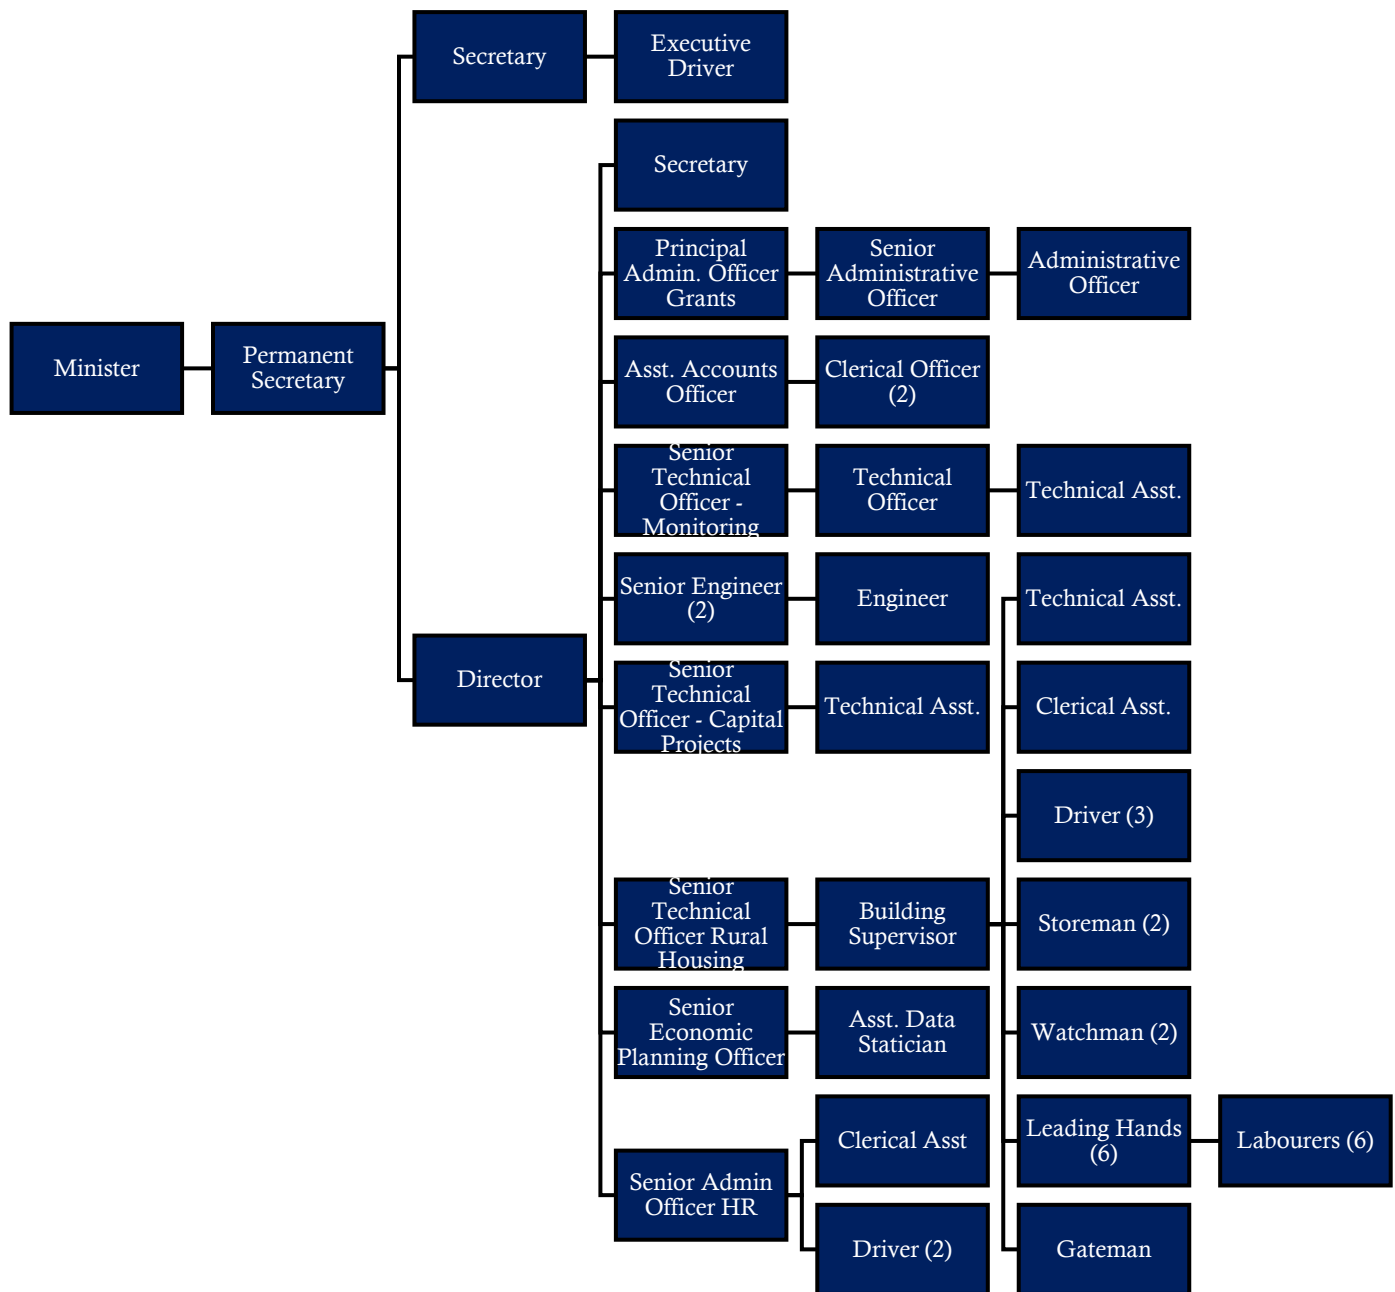 Secretary
Executive
Driver
Secretary
Principal
Admin. Officer
Grants
Senior
Administrative
Officer
Administrative
Officer
Minister
Permanent
Secretary
Asst. Accounts
Officer
Clerical Officer
(2)
Senior
Technical
Officer -
Monitoring
Technical
Officer
Technical Asst.
Senior Engineer
(2)
Engineer
Technical Asst.
Director
Senior
Technical
Officer - Capital
Projects
Technical Asst.
Clerical Asst.
Driver (3)
Senior
Technical
Officer Rural
Housing
Building
Supervisor
Storeman (2)
Senior
Economic
Planning Officer
Asst. Data
Statician
Watchman (2)
Clerical Asst
Leading Hands
(6)
Labourers (6)
Senior Admin
Officer HR
Driver (2)
Gateman